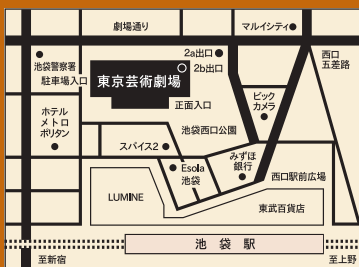 劇場通り
マルイシティ
2a出口
2b出口
西口
五差路
池袋警察署
駐車場入口
東京芸術劇場
正面入口
ビック
カメラ
ホテル
メトロ
ポリタン
池袋西口公園
スパイス2
Esola
池袋
みずほ
銀行
西口駅前広場
LUMINE
東武百貨店
池袋駅
至新宿
至上野